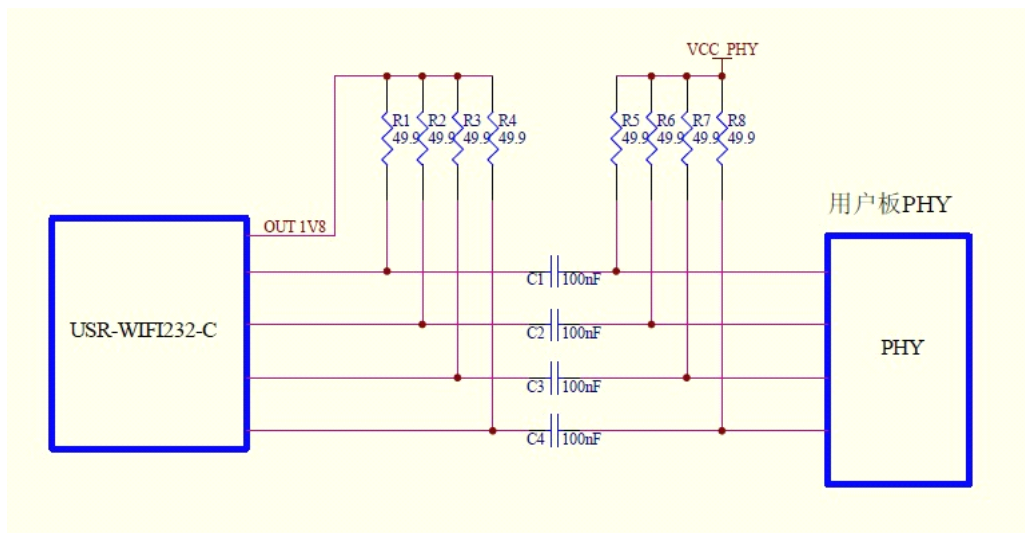 VCC_PHY
R1 R2 R3 R4
49.9 49.9 49.9 49.9
R5 R6 R7 R8
49.9 49.9 49.9 49.9
用户板PHY
OUT 1V8
C1 100nF
USR-WIFI232-C
C2 100nF
PHY
C3 100nF
C4 100nF